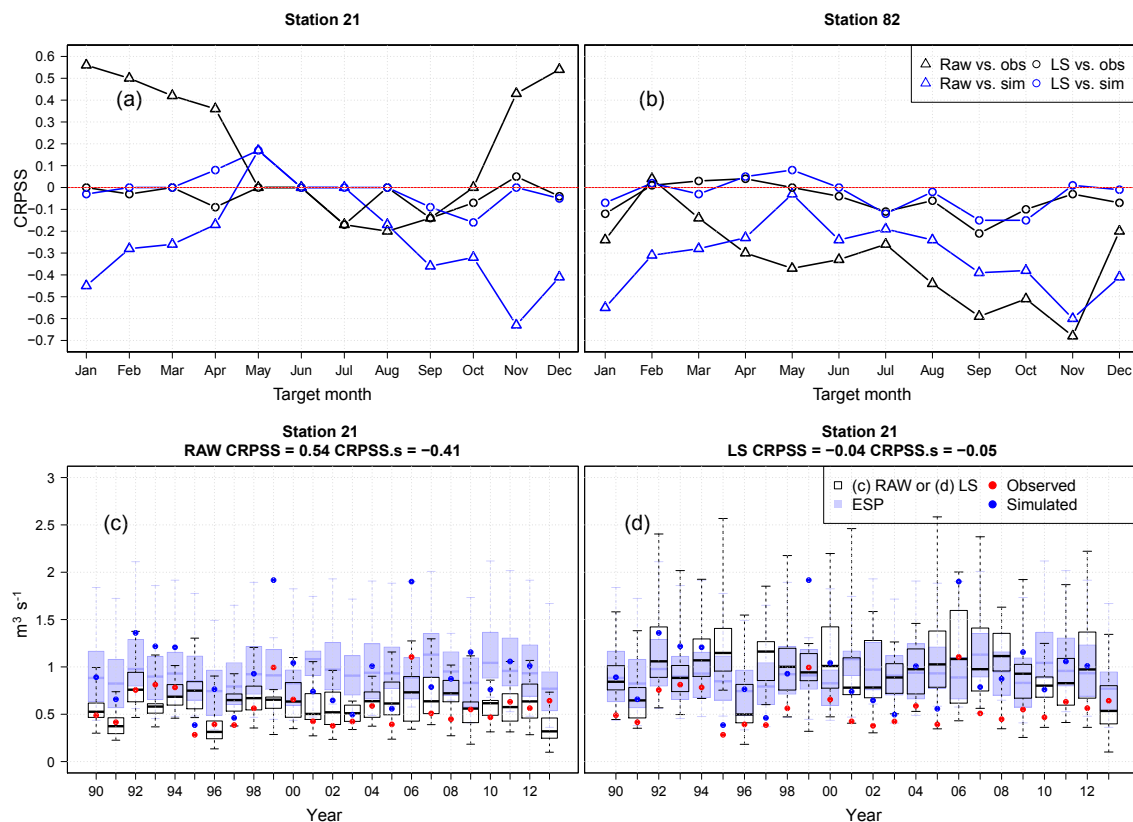 Station 21
Station 82
CRPSS
0.6
0.5
0.4
0.3
0.2
0.1
0
−0.1
−0.2
−0.3
−0.4
−0.5
−0.6
−0.7
(a)
(b)
Raw vs. obs
LS vs. obs
Raw vs. sim
LS vs. sim
Jan Feb Mar Apr May Jun Jul Aug Sep Oct Nov Dec
Jan Feb Mar Apr May Jun Jul Aug Sep Oct Nov Dec
Target month
Target month
Station 21
RAW CRPSS = 0.54 CRPSS.s = −0.41
Station 21
LS CRPSS = −0.04 CRPSS.s = −0.05
m³ s⁻¹
3
2.5
2
1.5
1
0.5
0
(c)
(d)
(c) RAW or (d) LS
ESP
Observed
Simulated
90 92 94 96 98 00 02 04 06 08 10 12
90 92 94 96 98 00 02 04 06 08 10 12
Year
Year